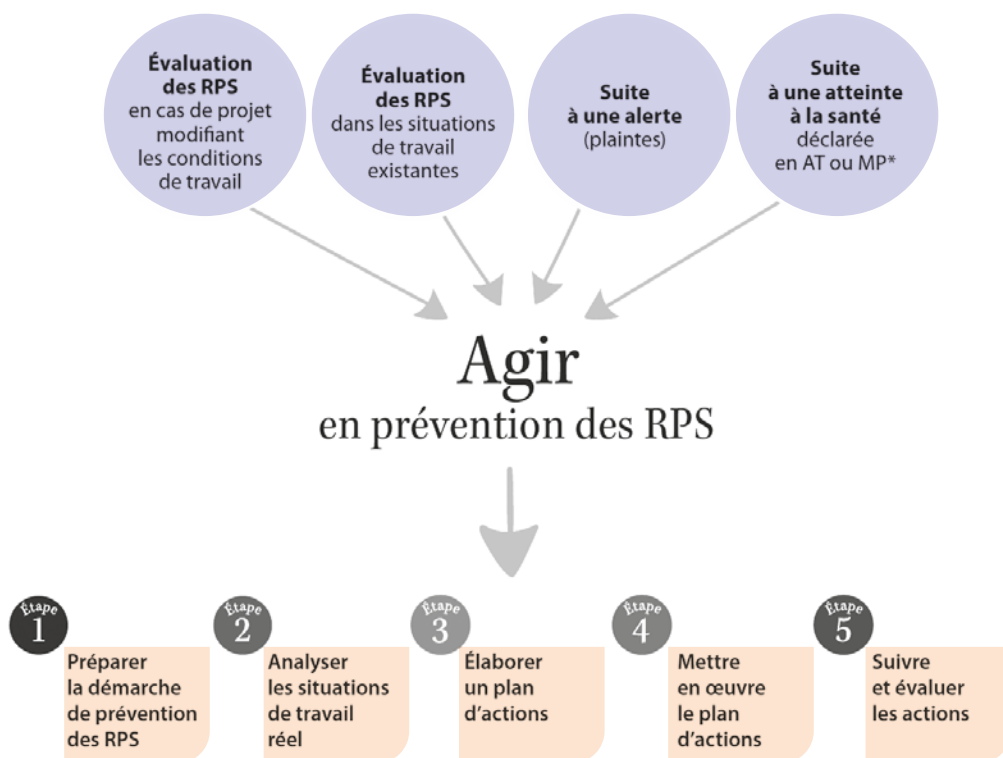 Évaluation
des RPS
en cas de projet
modifiant
les conditions
de travail
Évaluation
des RPS
dans les situations
de travail
existantes
Suite
à une alerte
(plaintes)
Suite
à une atteinte
à la santé
déclarée
en AT ou MP*
Agir
en prévention des RPS
Étape
1
Préparer
la démarche
de prévention
des RPS
Étape
2
Analyser
les situations
de travail
réel
Étape
3
Élaborer
un plan
d'actions
Étape
4
Mettre
en œuvre
le plan
d'actions
Étape
5
Suivre
et évaluer
les actions